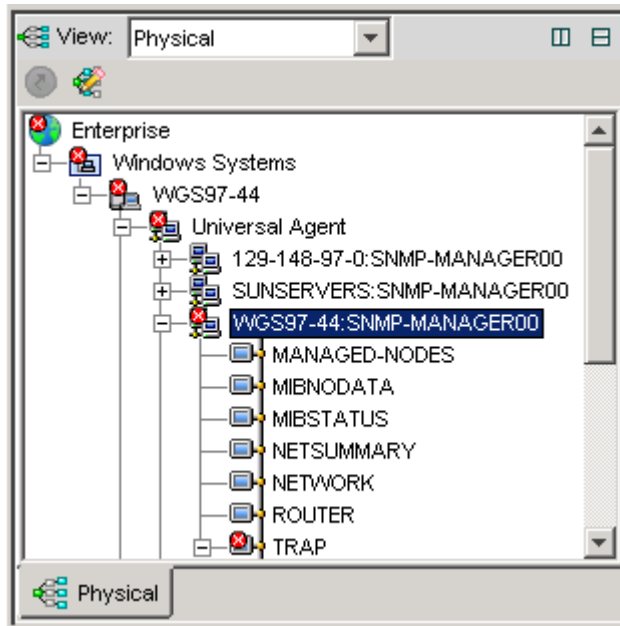 View: Physical
Enterprise
Windows Systems
WGS97-44
Universal Agent
129-148-97-0:SNMP-MANAGER00
SUNSERVERS:SNMP-MANAGER00
WGS97-44:SNMP-MANAGER00
MANAGED-NODES
MIBNODATA
MIBSTATUS
NETSUMMARY
NETWORK
ROUTER
TRAP
Physical